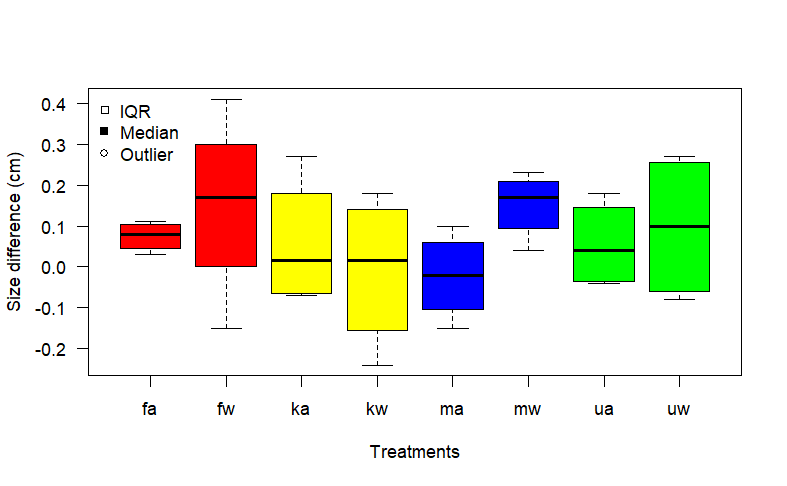 IQR
Median
Outlier
Size difference (cm)
0.4
0.3
0.2
0.1
0.0
-0.1
-0.2
fa fw ka kw ma mw ua uw
Treatments